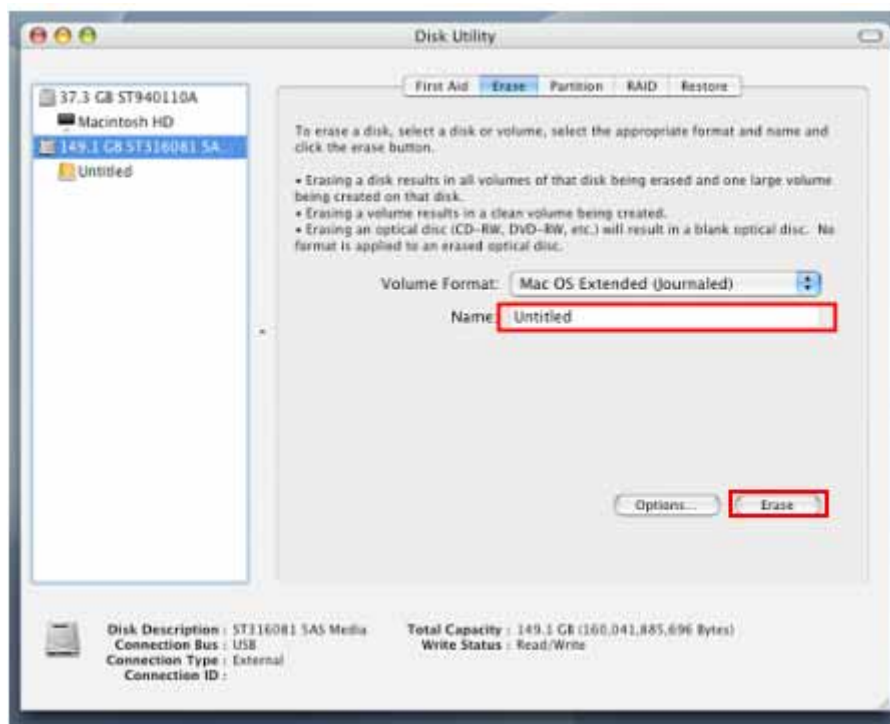 Disk Utility
37.3 GB ST940110A
Macintosh HD
149.1 GB ST316081 5A...
Untitled
First Aid Erase Partition RAID Restore
To erase a disk, select a disk or volume, select the appropriate format and name and
click the erase button.
• Erasing a disk results in all volumes of that disk being erased and one large volume
being created on that disk.
• Erasing a volume results in a clean volume being created.
• Erasing an optical disc (CD-RW, DVD-RW, etc.) will result in a blank optical disc. No
format is applied to an erased optical disc.
Volume Format: Mac OS Extended (Journaled)
Name: Untitled
Options... Erase
Disk Description : ST316081 5AS Media
Connection Bus : USB
Connection Type : External
Connection ID :
Total Capacity : 149.1 GB (160,041,885,696 Bytes)
Write Status : Read/Write